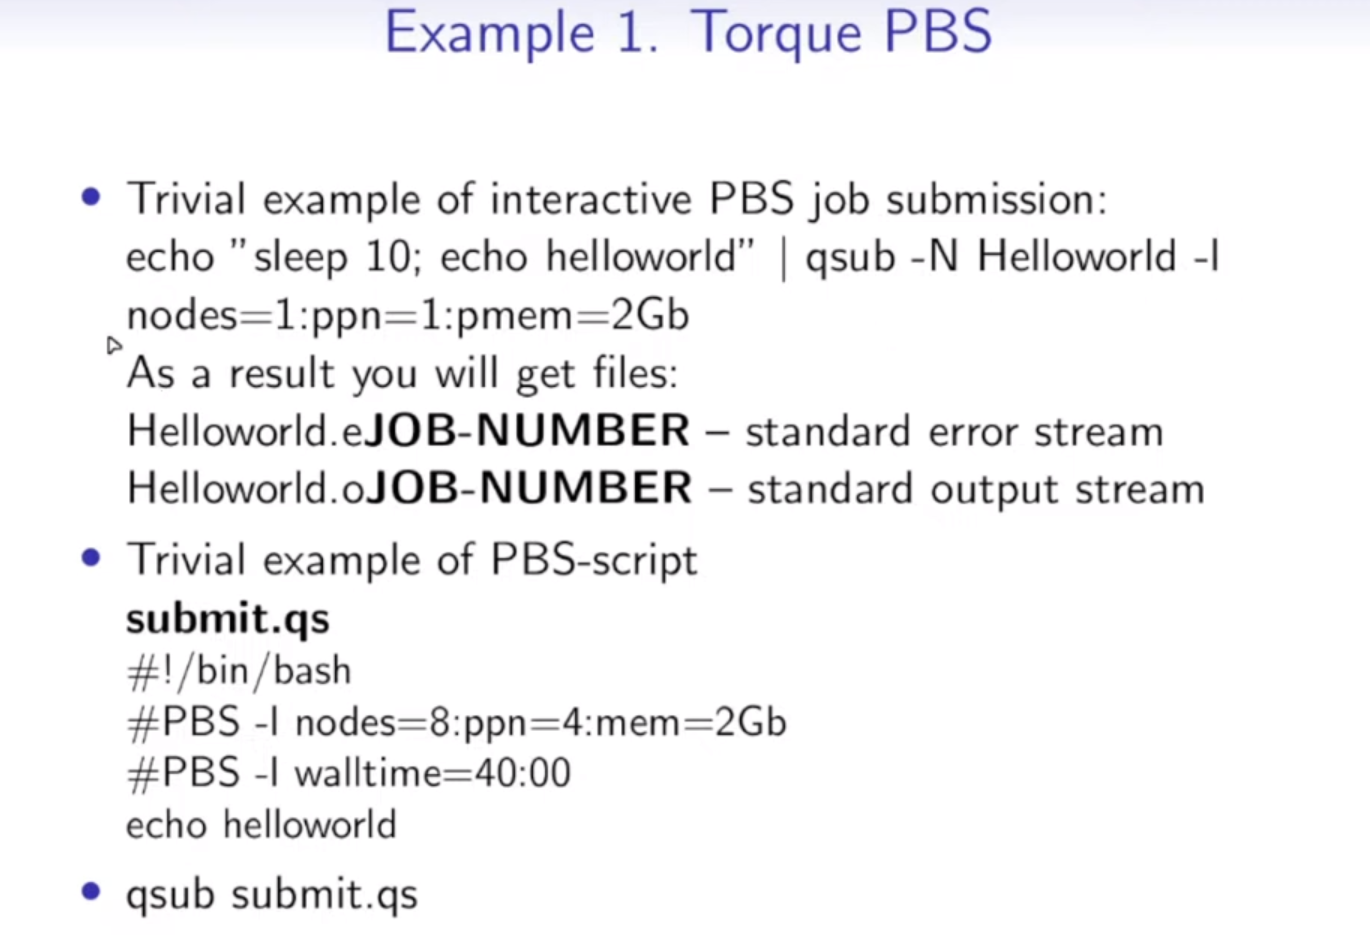 Example 1. Torque PBS
Trivial example of interactive PBS job submission:
echo "sleep 10; echo helloworld" | qsub -N Helloworld -l
nodes=1:ppn=1:pmem=2Gb
As a result you will get files:
Helloworld.eJOB-NUMBER – standard error stream
Helloworld.oJOB-NUMBER – standard output stream
Trivial example of PBS-script
submit.qs
#!/bin/bash
#PBS -l nodes=8:ppn=4:mem=2Gb
#PBS -l walltime=40:00
echo helloworld
qsub submit.qs